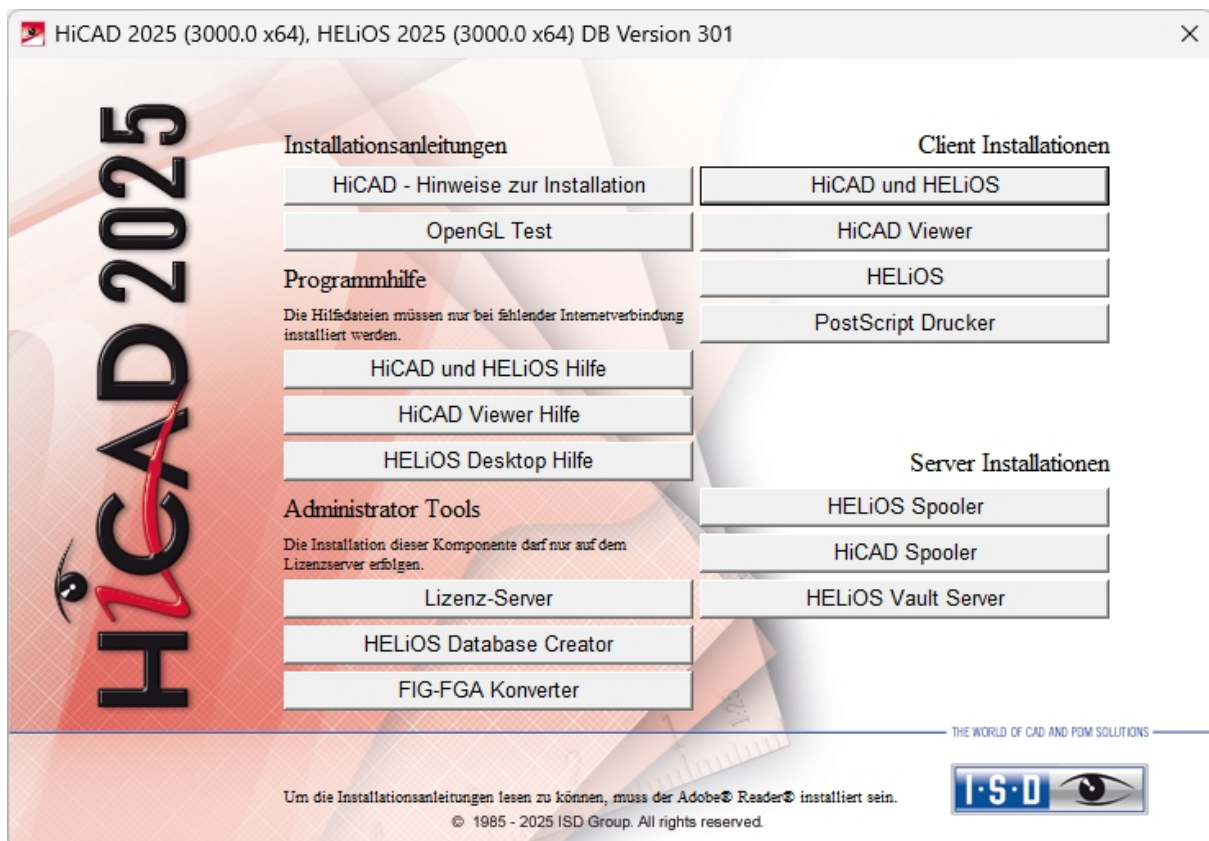 HiCAD 2025 (3000.0 x64), HELiOS 2025 (3000.0 x64) DB Version 301
HiCAD 2025
Installationsanleitungen
HiCAD - Hinweise zur Installation
OpenGL Test
Programmhilfe
Die Hilfedateien müssen nur bei fehlender Internetverbindung
installiert werden.
HiCAD und HELiOS Hilfe
HiCAD Viewer Hilfe
HELiOS Desktop Hilfe
Administrator Tools
Die Installation dieser Komponente darf nur auf dem
Lizenzserver erfolgen.
Lizenz-Server
HELiOS Database Creator
FIG-FGA Konverter
Client Installationen
HiCAD und HELiOS
HiCAD Viewer
HELiOS
PostScript Drucker
Server Installationen
HELiOS Spooler
HiCAD Spooler
HELiOS Vault Server
THE WORLD OF CAD AND PDM SOLUTIONS
I·S·D
Um die Installationsanleitungen lesen zu können, muss der Adobe® Reader® installiert sein.
© 1985 - 2025 ISD Group. All rights reserved.